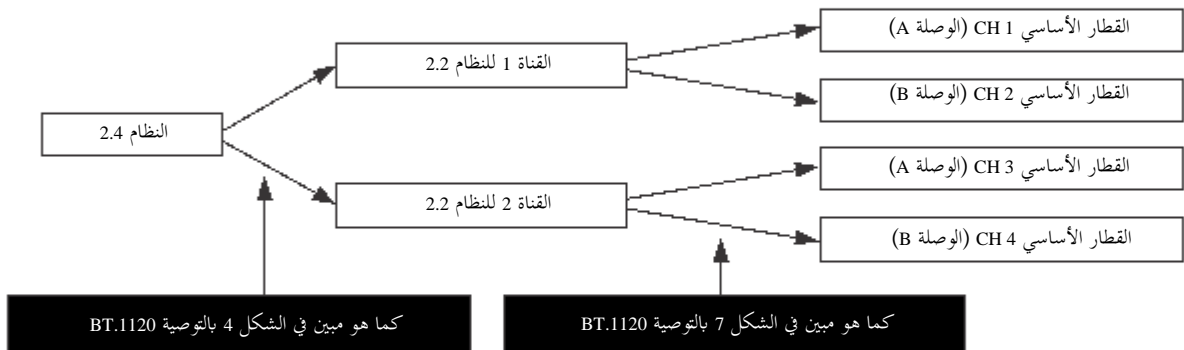 القطار الأساسي CH 1 (الوصلة A)
القناة 1 للنظام 2.2
القطار الأساسي CH 2 (الوصلة B)
النظام 2.4
القطار الأساسي CH 3 (الوصلة A)
القناة 2 للنظام 2.2
القطار الأساسي CH 4 (الوصلة B)
كما هو مبين في الشكل 7 بالتوصية BT.1120
كما هو مبين في الشكل 4 بالتوصية BT.1120